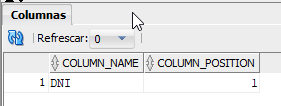 Columnas
Refrescar: 0
COLUMN_NAME COLUMN_POSITION
1 DNI 1